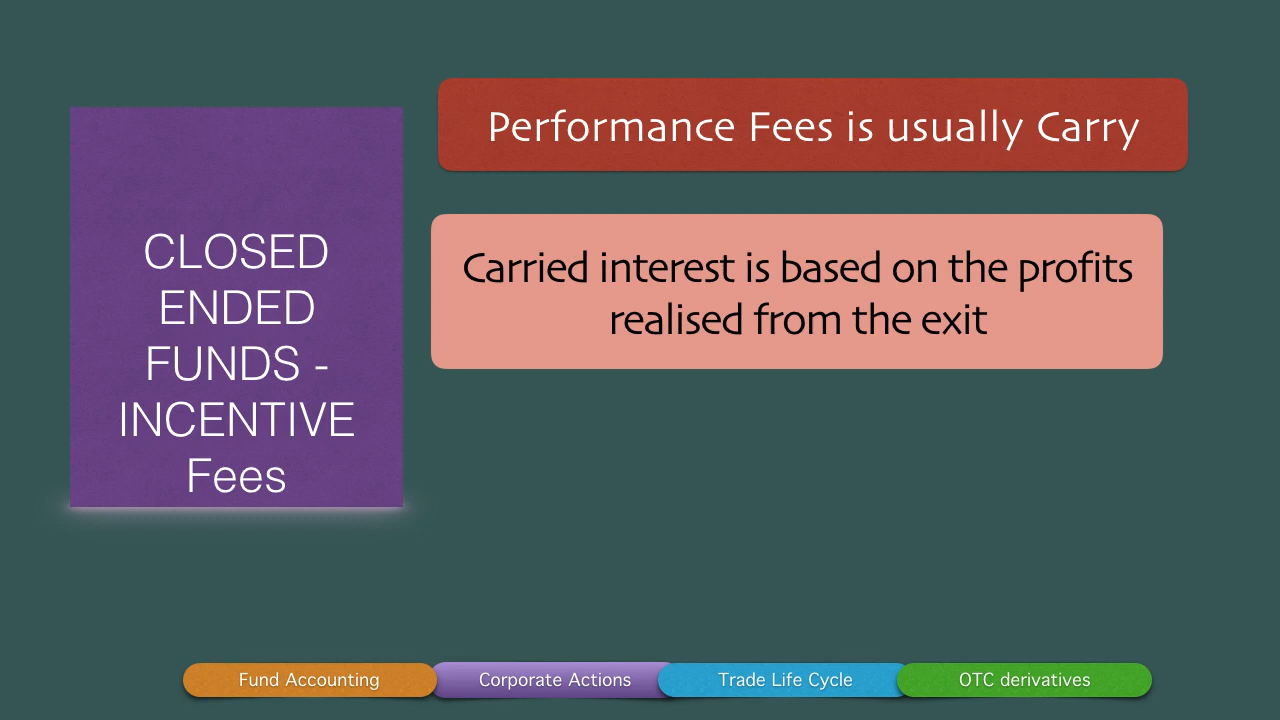 CLOSED
ENDED
FUNDS -
INCENTIVE
Fees
Performance Fees is usually Carry
Carried interest is based on the profits
realised from the exit
Fund Accounting
Corporate Actions
Trade Life Cycle
OTC derivatives